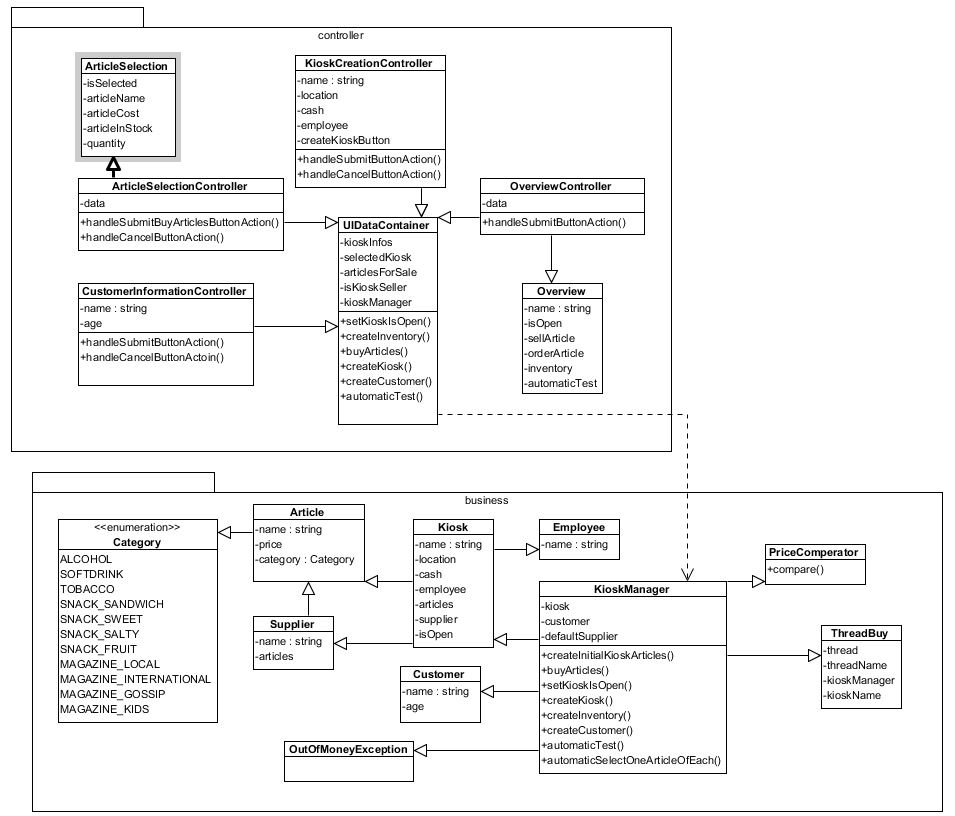 controller
ArticleSelection
-isSelected
-articleName
-articleCost
-articleInStock
-quantity
KioskCreationController
-name : string
-location
-cash
-employee
-createKioskButton
+handleSubmitButtonAction()
+handleCancelButtonAction()
ArticleSelectionController
-data
+handleSubmitBuyArticlesButtonAction()
+handleCancelButtonAction()
OverviewController
-data
+handleSubmitButtonAction()
UIDataContainer
-kioskInfos
-selectedKiosk
-articlesForSale
-isKioskSeller
-kioskManager
+setKioskIsOpen()
+createInventory()
+buyArticles()
+createKiosk()
+createCustomer()
+automaticTest()
CustomerInformationController
-name : string
-age
+handleSubmitButtonAction()
+handleCancelButtonActoin()
Overview
-name : string
-isOpen
-sellArticle
-orderArticle
-inventory
-automaticTest
business
<<enumeration>>
Category
ALCOHOL
SOFTDRINK
TOBACCO
SNACK_SANDWICH
SNACK_SWEET
SNACK_SALTY
SNACK_FRUIT
MAGAZINE_LOCAL
MAGAZINE_INTERNATIONAL
MAGAZINE_GOSSIP
MAGAZINE_KIDS
Article
-name : string
-price
-category : Category
Kiosk
-name : string
-location
-cash
-employee
-articles
-supplier
-isOpen
Employee
-name : string
PriceComperator
+compare()
KioskManager
-kiosk
-customer
-defaultSupplier
+createInitialKioskArticles()
+buyArticles()
+setKioskIsOpen()
+createKiosk()
+createInventory()
+createCustomer()
+automaticTest()
+automaticSelectOneArticleOfEach()
Supplier
-name : string
-articles
ThreadBuy
-thread
-threadName
-kioskManager
-kioskName
Customer
-name : string
-age
OutOfMoneyException